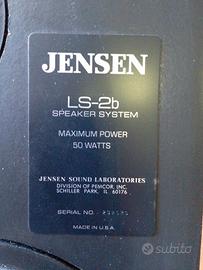 JENSEN
LS-2b
SPEAKER SYSTEM
MAXIMUM POWER
50 WATTS
JENSEN SOUND LABORATORIES
DIVISION OF PEMCOR, INC.
SCHILLER PARK, IL 60176
SERIAL NO.
MADE IN U.S.A.
subito